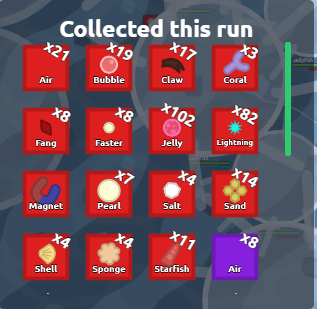 Collected this run
x21 x19 x17 x3
Air Bubble Claw Coral
x8 x8 x102 x82
Fang Faster Jelly Lightning
x7 x4 x14
Magnet Pearl Salt Sand
x4 x4 x11 x8
Shell Sponge Starfish Air
Jellyfish